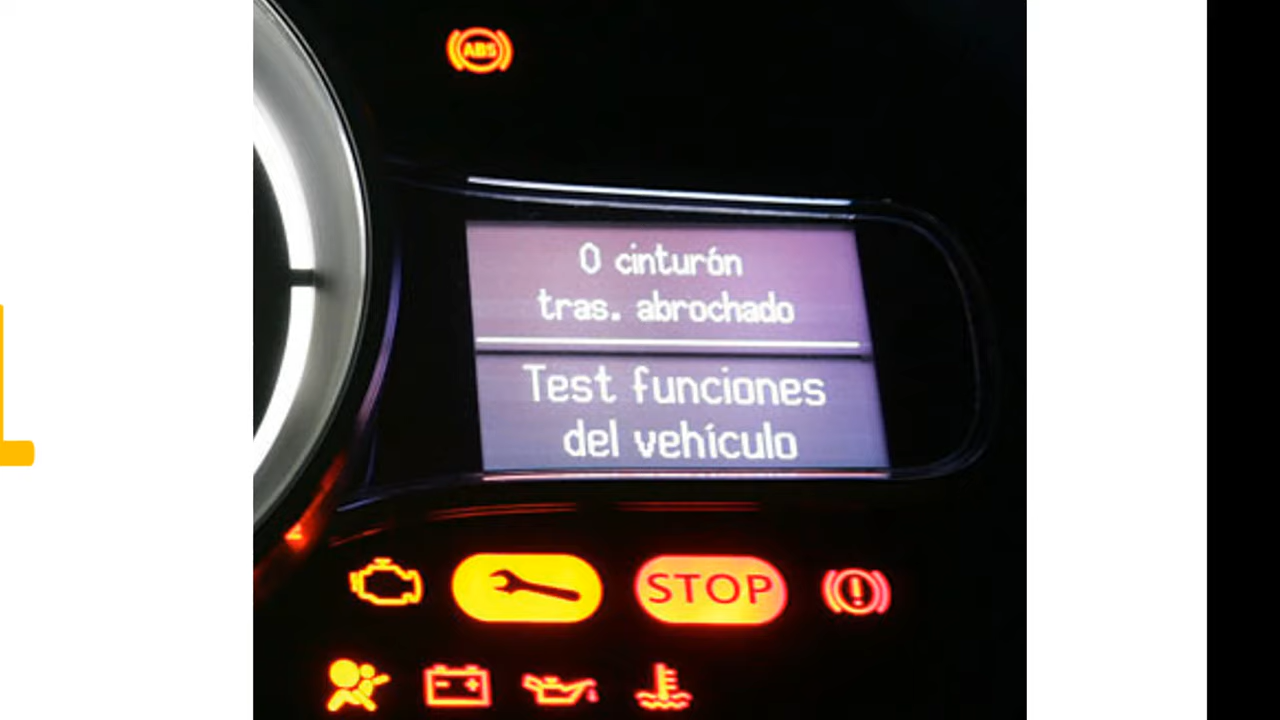 ABS
0 cinturón
tras. abrochado
Test funciones
del vehículo
STOP